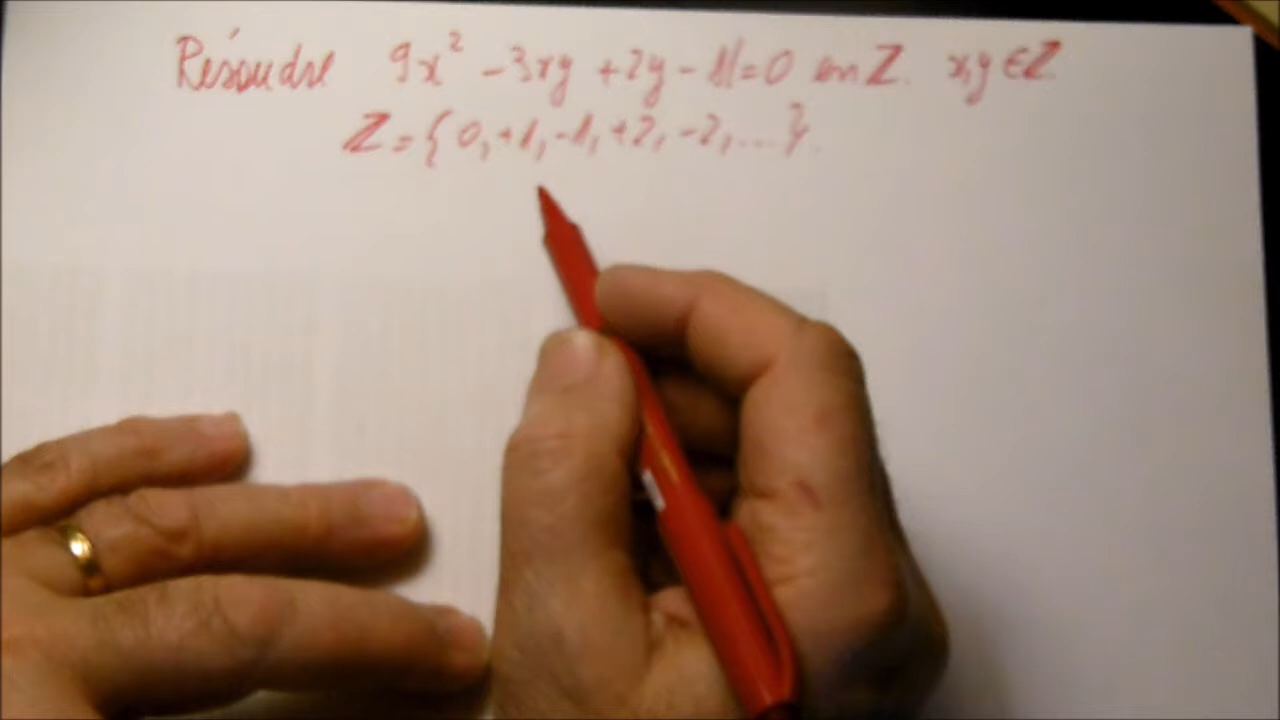 Résoudre 9x² - 3xy + 2y - 11 = 0 en Z. x,y ∈ Z
Z = { 0, +1, -1, +2, -2, ... }.